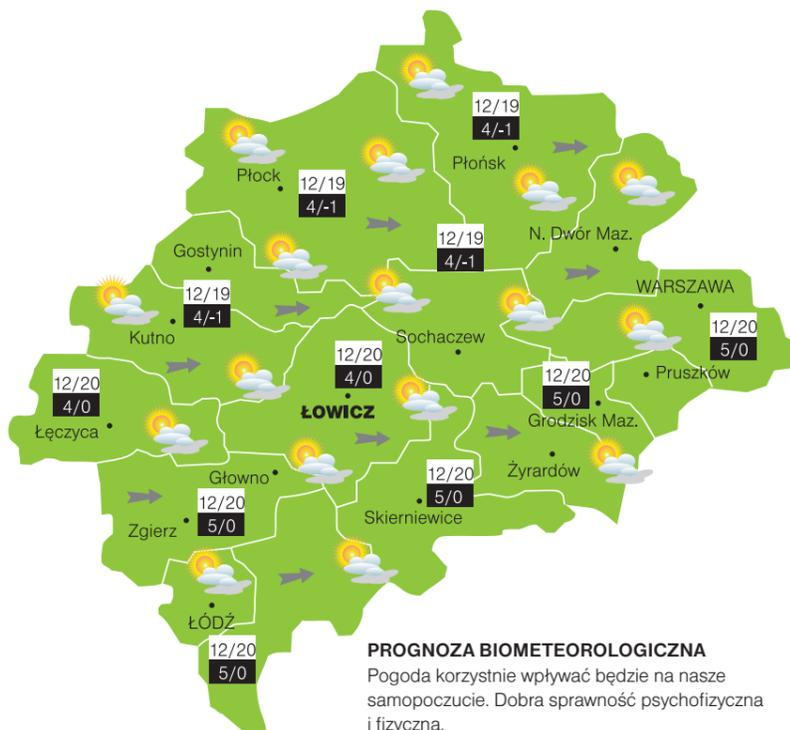 12/19
4/-1
Płońsk
Płock
12/19
4/-1
12/19
4/-1
N. Dwór Maz.
Gostynin
12/19
4/-1
Kutno
WARSZAWA
12/20
5/0
Sochaczew
12/20
4/0
ŁOWICZ
12/20
5/0
Pruszków
Grodzisk Maz.
12/20
4/0
Łęczyca
Żyrardów
Głowno
12/20
5/0
Skierniewice
12/20
5/0
Zgierz
ŁÓDŹ
12/20
5/0
PROGNOZA BIOMETEOROLOGICZNA
Pogoda korzystnie wpływać będzie na nasze
samopoczucie. Dobra sprawność psychofizyczna
i fizyczna.